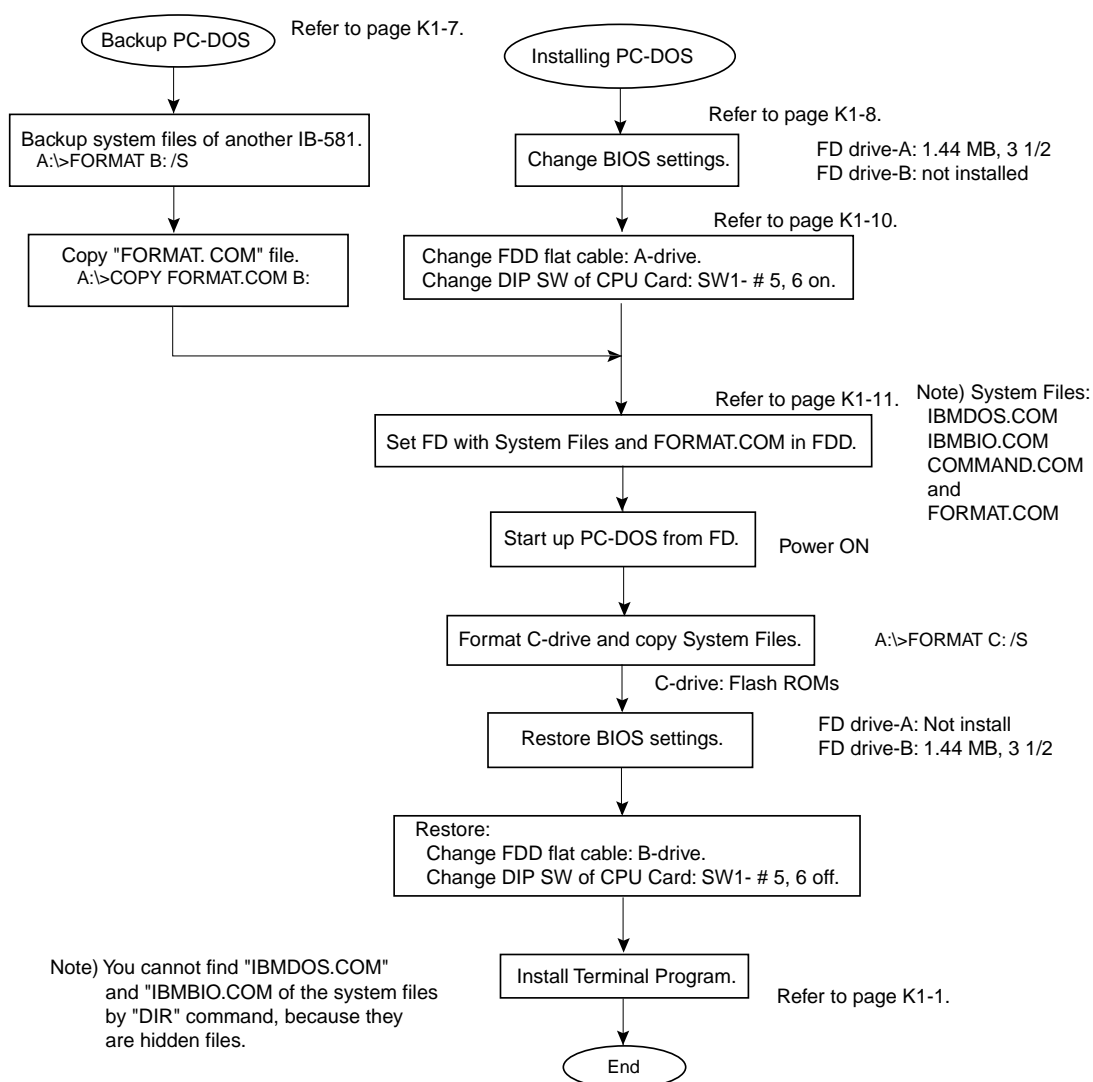 Backup PC-DOS
Refer to page K1-7.
Installing PC-DOS
Backup system files of another IB-581.
A:\>FORMAT B: /S
Copy "FORMAT. COM" file.
A:\>COPY FORMAT.COM B:
Refer to page K1-8.
Change BIOS settings.
FD drive-A: 1.44 MB, 3 1/2
FD drive-B: not installed
Refer to page K1-10.
Change FDD flat cable: A-drive.
Change DIP SW of CPU Card: SW1- # 5, 6 on.
Refer to page K1-11.
Note) System Files:
IBMDOS.COM
IBMBIO.COM
COMMAND.COM
and
FORMAT.COM
Set FD with System Files and FORMAT.COM in FDD.
Start up PC-DOS from FD.
Power ON
Format C-drive and copy System Files.
A:\>FORMAT C: /S
C-drive: Flash ROMs
Restore BIOS settings.
FD drive-A: Not install
FD drive-B: 1.44 MB, 3 1/2
Restore:
Change FDD flat cable: B-drive.
Change DIP SW of CPU Card: SW1- # 5, 6 off.
Install Terminal Program.
Refer to page K1-1.
Note) You cannot find "IBMDOS.COM"
and "IBMBIO.COM of the system files
by "DIR" command, because they
are hidden files.
End